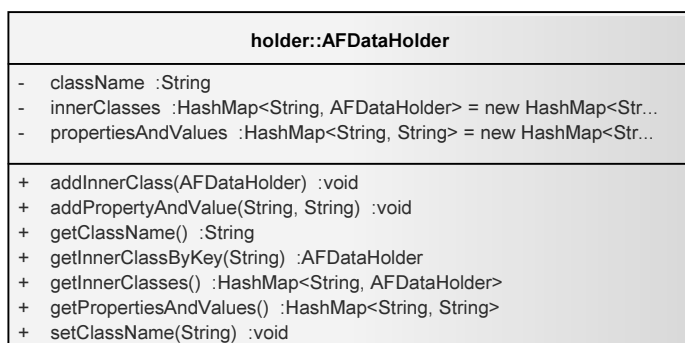 holder::AFDataHolder
- className :String
- innerClasses :HashMap<String, AFDataHolder> = new HashMap<Str...
- propertiesAndValues :HashMap<String, String> = new HashMap<Str...
+ addInnerClass(AFDataHolder) :void
+ addPropertyAndValue(String, String) :void
+ getClassName() :String
+ getInnerClassByKey(String) :AFDataHolder
+ getInnerClasses() :HashMap<String, AFDataHolder>
+ getPropertiesAndValues() :HashMap<String, String>
+ setClassName(String) :void